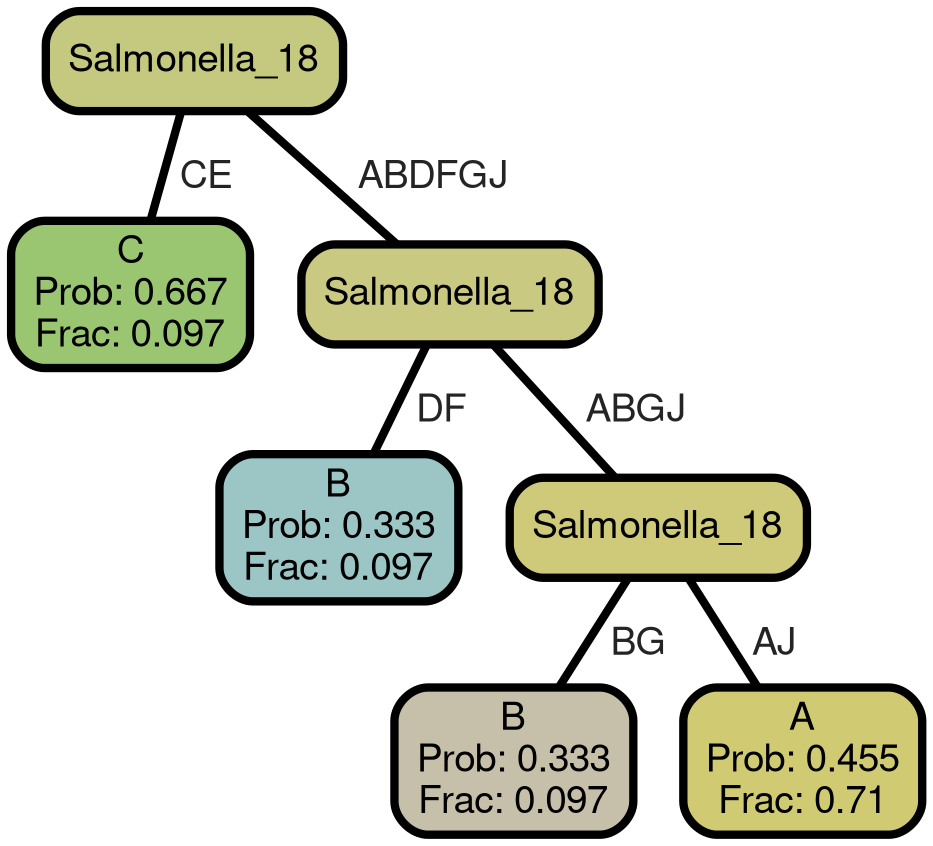 Salmonella_18
CE
ABDFGJ
C
Prob: 0.667
Frac: 0.097
Salmonella_18
DF
ABGJ
B
Prob: 0.333
Frac: 0.097
Salmonella_18
BG
AJ
B
Prob: 0.333
Frac: 0.097
A
Prob: 0.455
Frac: 0.71